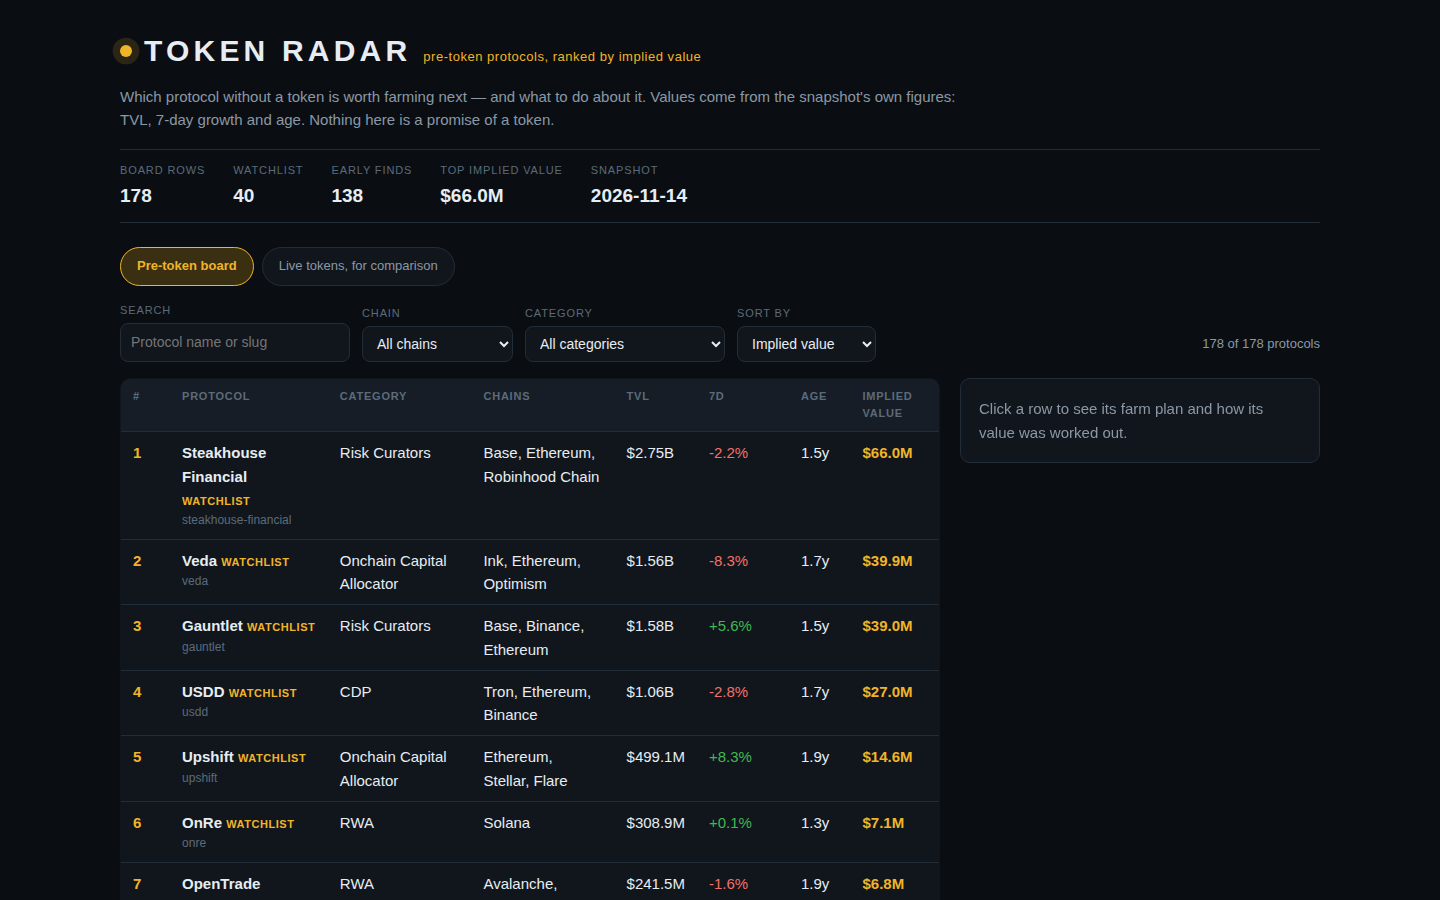 TOKEN RADAR pre-token protocols, ranked by implied value
Which protocol without a token is worth farming next — and what to do about it. Values come from the snapshot's own figures:
TVL, 7-day growth and age. Nothing here is a promise of a token.
BOARD ROWS WATCHLIST EARLY FINDS TOP IMPLIED VALUE SNAPSHOT
178 40 138 $66.0M 2026-11-14
Pre-token board Live tokens, for comparison
SEARCH CHAIN CATEGORY SORT BY
Protocol name or slug All chains All categories Implied value 178 of 178 protocols
# PROTOCOL CATEGORY CHAINS TVL 7D AGE IMPLIED
VALUE
Click a row to see its farm plan and how its
value was worked out.
1 Steakhouse Risk Curators Base, Ethereum, $2.75B -2.2% 1.5y $66.0M
Financial Robinhood Chain
WATCHLIST
steakhouse-financial
2 Veda WATCHLIST Onchain Capital Ink, Ethereum, $1.56B -8.3% 1.7y $39.9M
veda Allocator Optimism
3 Gauntlet WATCHLIST Risk Curators Base, Binance, $1.58B +5.6% 1.5y $39.0M
gauntlet Ethereum
4 USDD WATCHLIST CDP Tron, Ethereum, $1.06B -2.8% 1.7y $27.0M
usdd Binance
5 Upshift WATCHLIST Onchain Capital Ethereum, $499.1M +8.3% 1.9y $14.6M
upshift Allocator Stellar, Flare
6 OnRe WATCHLIST RWA Solana $308.9M +0.1% 1.3y $7.1M
onre
7 OpenTrade RWA Avalanche, $241.5M -1.6% 1.9y $6.8M